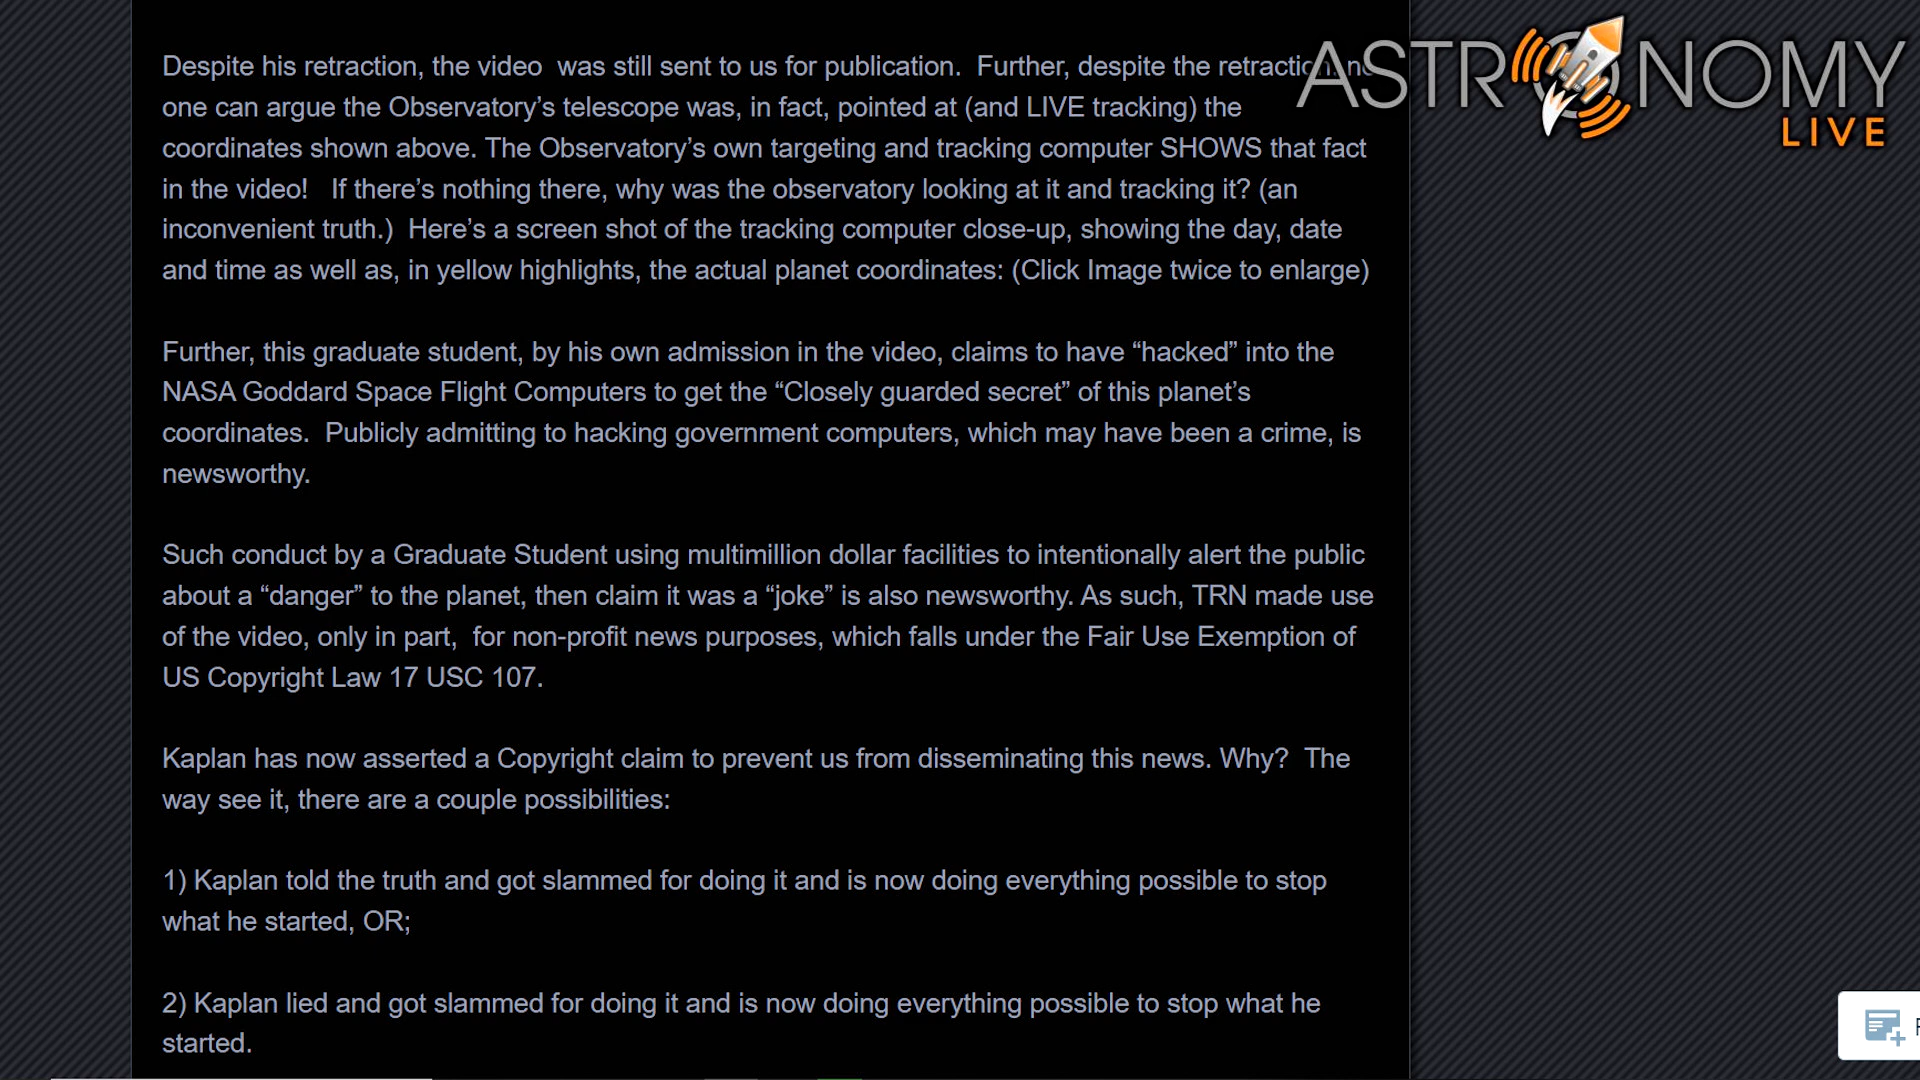 Despite his retraction, the video  was still sent to us for publication.  Further, despite the retraction no
one can argue the Observatory’s telescope was, in fact, pointed at (and LIVE tracking) the
coordinates shown above. The Observatory’s own targeting and tracking computer SHOWS that fact
in the video!   If there’s nothing there, why was the observatory looking at it and tracking it? (an
inconvenient truth.)  Here’s a screen shot of the tracking computer close-up, showing the day, date
and time as well as, in yellow highlights, the actual planet coordinates: (Click Image twice to enlarge)
Further, this graduate student, by his own admission in the video, claims to have “hacked” into the
NASA Goddard Space Flight Computers to get the “Closely guarded secret” of this planet’s
coordinates.  Publicly admitting to hacking government computers, which may have been a crime, is
newsworthy.
Such conduct by a Graduate Student using multimillion dollar facilities to intentionally alert the public
about a “danger” to the planet, then claim it was a “joke” is also newsworthy. As such, TRN made use
of the video, only in part,  for non-profit news purposes, which falls under the Fair Use Exemption of
US Copyright Law 17 USC 107.
Kaplan has now asserted a Copyright claim to prevent us from disseminating this news. Why?  The
way see it, there are a couple possibilities:
1) Kaplan told the truth and got slammed for doing it and is now doing everything possible to stop
what he started, OR;
2) Kaplan lied and got slammed for doing it and is now doing everything possible to stop what he
started.
ASTRONOMY
LIVE